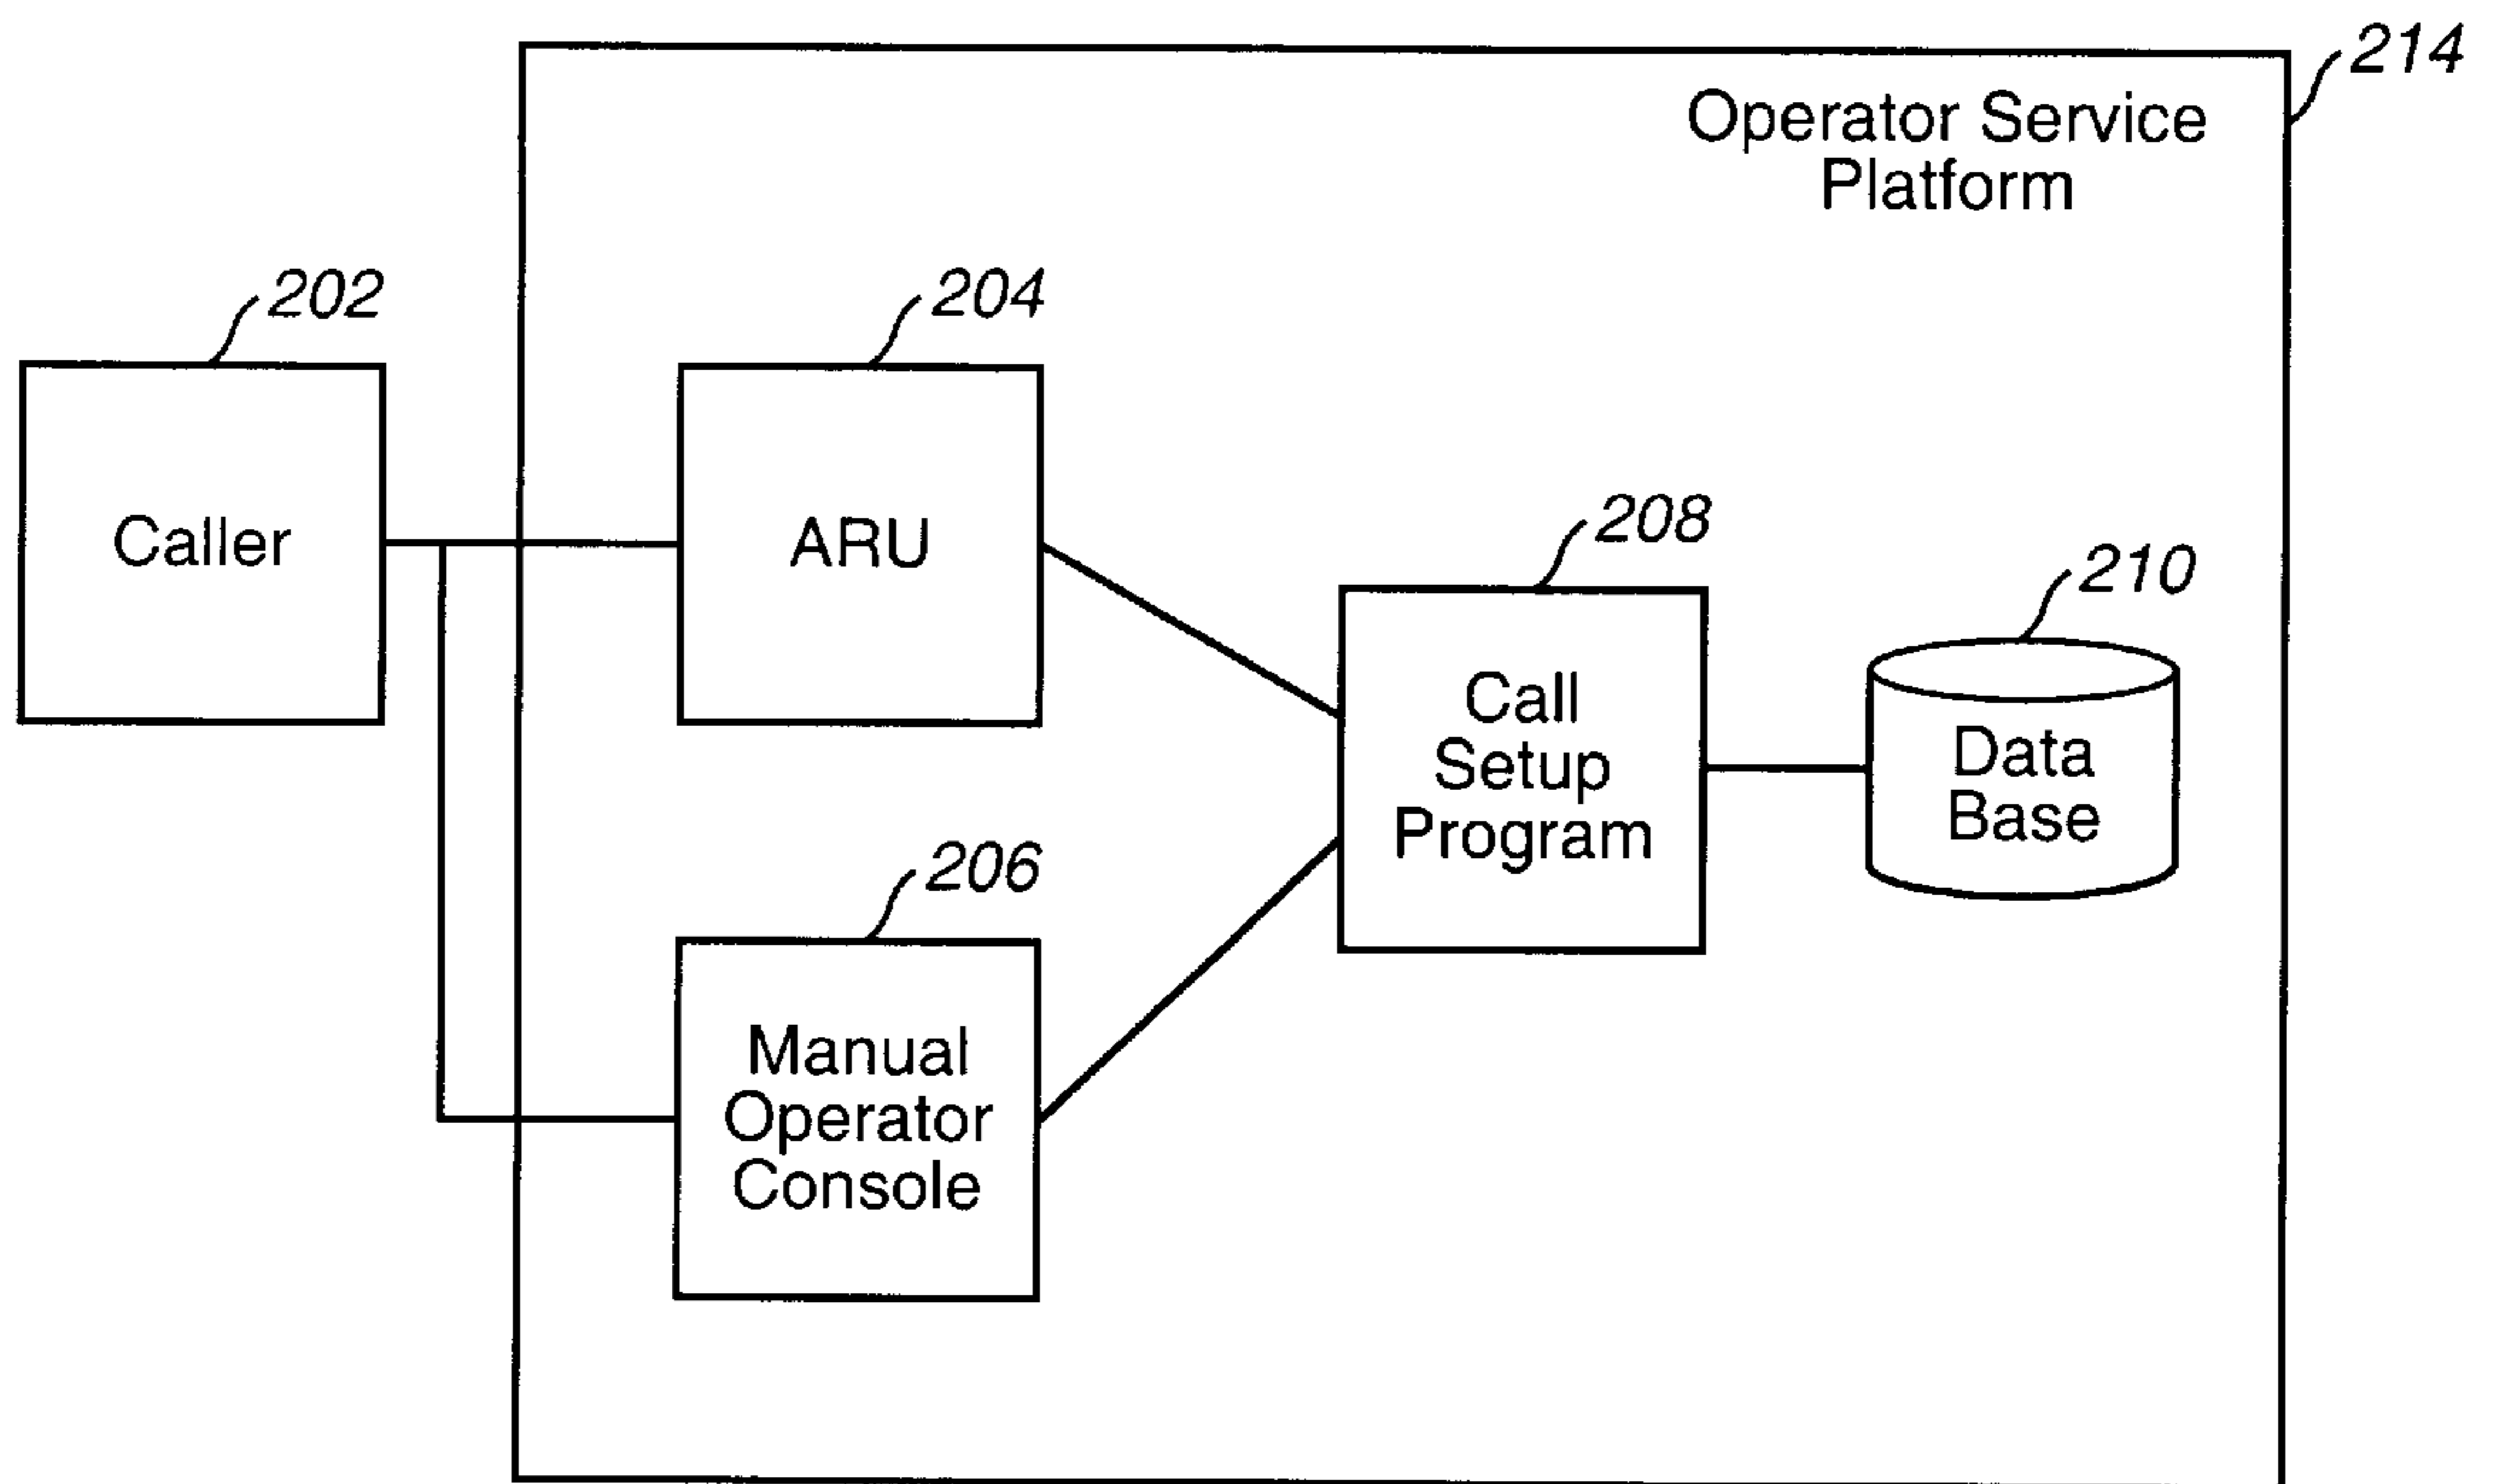 214
Operator Service
Platform
202
204
Caller
ARU
208
210
Call
Setup
Program
Data
Base
206
Manual
Operator
Console